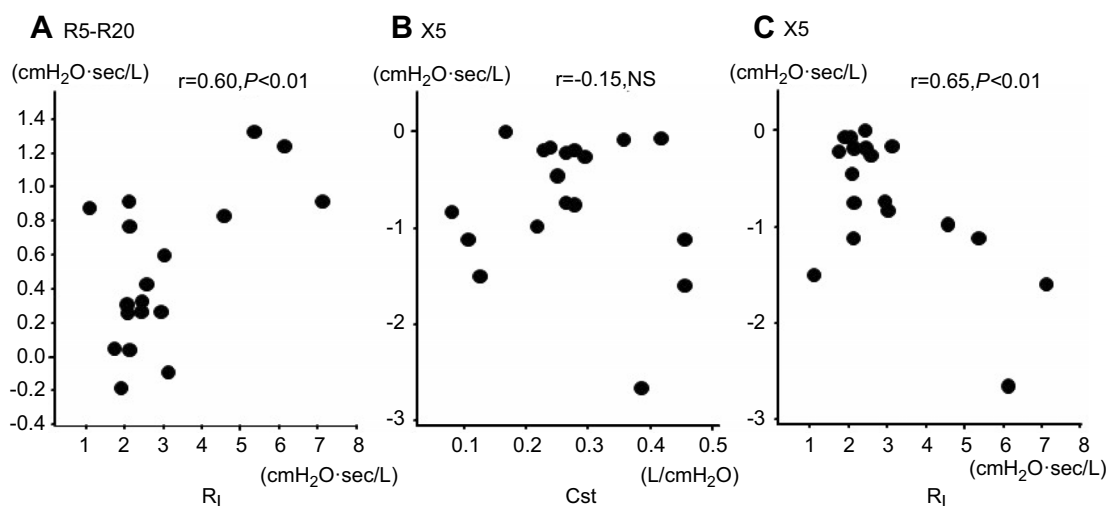 A R5-R20
(cmH₂O·sec/L)
r=0.60,P<0.01
1.4
1.2
1.0
0.8
0.6
0.4
0.2
0.0
-0.2
-0.4
1 2 3 4 5 6 7 8
(cmH₂O·sec/L)
R_I
B X5
(cmH₂O·sec/L)
r=-0.15,NS
0
-1
-2
-3
0.1 0.2 0.3 0.4 0.5
(L/cmH₂O)
Cst
C X5
(cmH₂O·sec/L)
r=0.65,P<0.01
0
-1
-2
-3
1 2 3 4 5 6 7 8
(cmH₂O·sec/L)
R_I